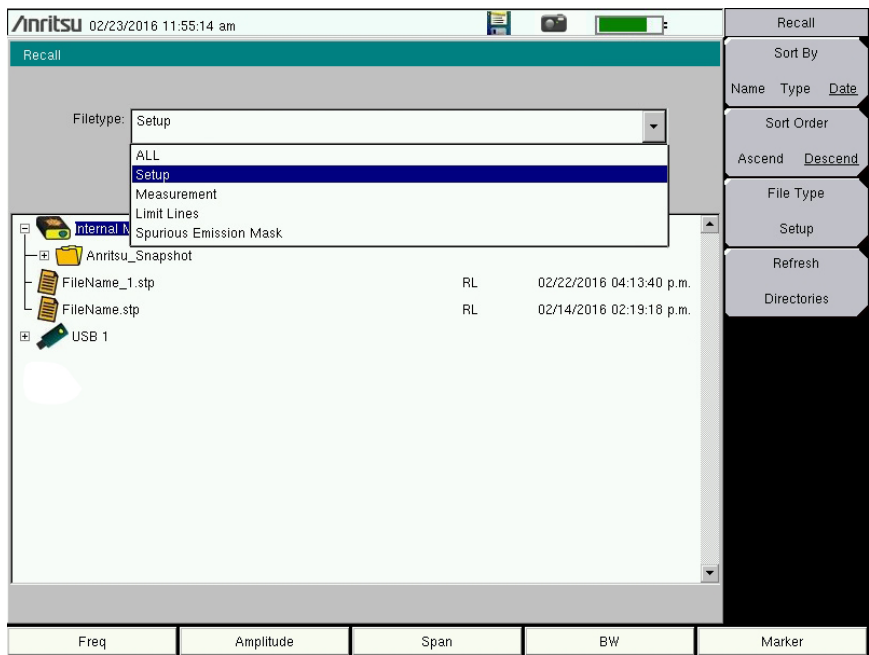 Anritsu 02/23/2016 11:55:14 am
Recall
Filetype: Setup
ALL
Setup
Measurement
Limit Lines
Spurious Emission Mask
Internal
Anritsu_Snapshot
FileName_1.stp RL 02/22/2016 04:13:40 p.m.
FileName.stp RL 02/14/2016 02:19:18 p.m.
USB 1
Recall
Sort By
Name Type Date
Sort Order
Ascend Descend
File Type
Setup
Refresh
Directories
Freq Amplitude Span BW Marker